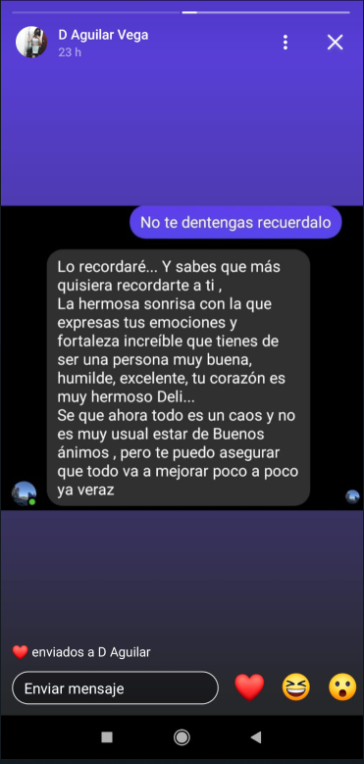 D Aguilar Vega
23 h
No te dentengas recuerdalo
Lo recordaré... Y sabes que más
quisiera recordarte a ti ,
La hermosa sonrisa con la que
expresas tus emociones y
fortaleza increíble que tienes de
ser una persona muy buena,
humilde, excelente, tu corazón es
muy hermoso Deli...
Se que ahora todo es un caos y no
es muy usual estar de Buenos
ánimos , pero te puedo asegurar
que todo va a mejorar poco a poco
ya veraz
❤️ enviados a D Aguilar
Enviar mensaje